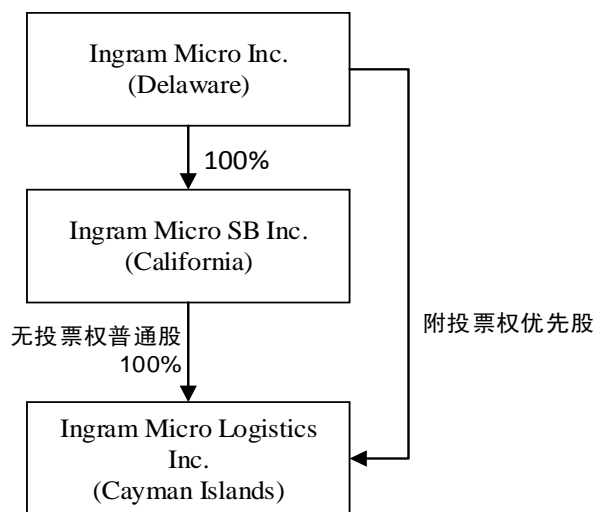 Ingram Micro Inc.
(Delaware)
100%
Ingram Micro SB Inc.
(California)
无投票权普通股
100%
附投票权优先股
Ingram Micro Logistics
Inc.
(Cayman Islands)